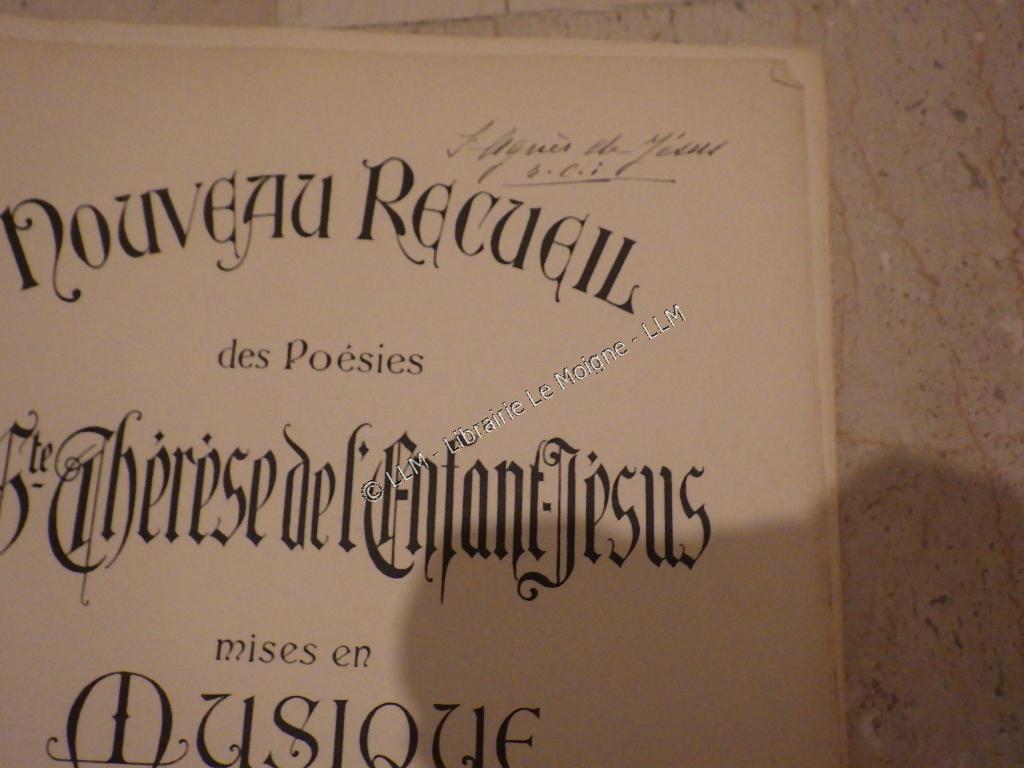 Sr Agnès de Jésus
r.c.i
NOUVEAU RECUEIL
des Poésies
Ste Thérèse de l'Enfant-Jésus
mises en
MUSIQUE
© LLM - Librairie Le Moigne - LLM